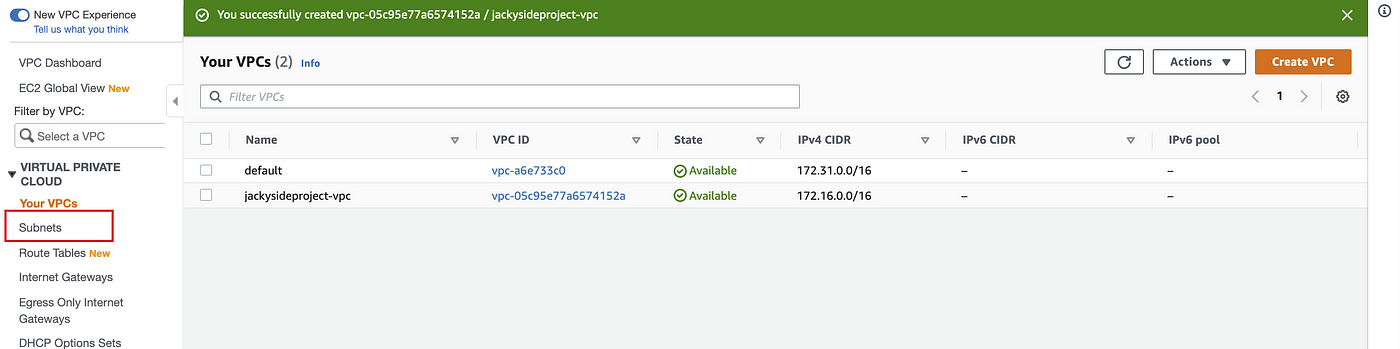 New VPC Experience
Tell us what you think
VPC Dashboard
EC2 Global View New
Filter by VPC:
Select a VPC
VIRTUAL PRIVATE
CLOUD
Your VPCs
Subnets
Route Tables New
Internet Gateways
Egress Only Internet
Gateways
DHCP Options Sets
You successfully created vpc-05c95e77a6574152a / jackysideproject-vpc
Your VPCs (2) Info
Actions
Create VPC
Filter VPCs
1
Name VPC ID State IPv4 CIDR IPv6 CIDR IPv6 pool
default vpc-a6e733c0 Available 172.31.0.0/16 – –
jackysideproject-vpc vpc-05c95e77a6574152a Available 172.16.0.0/16 – –